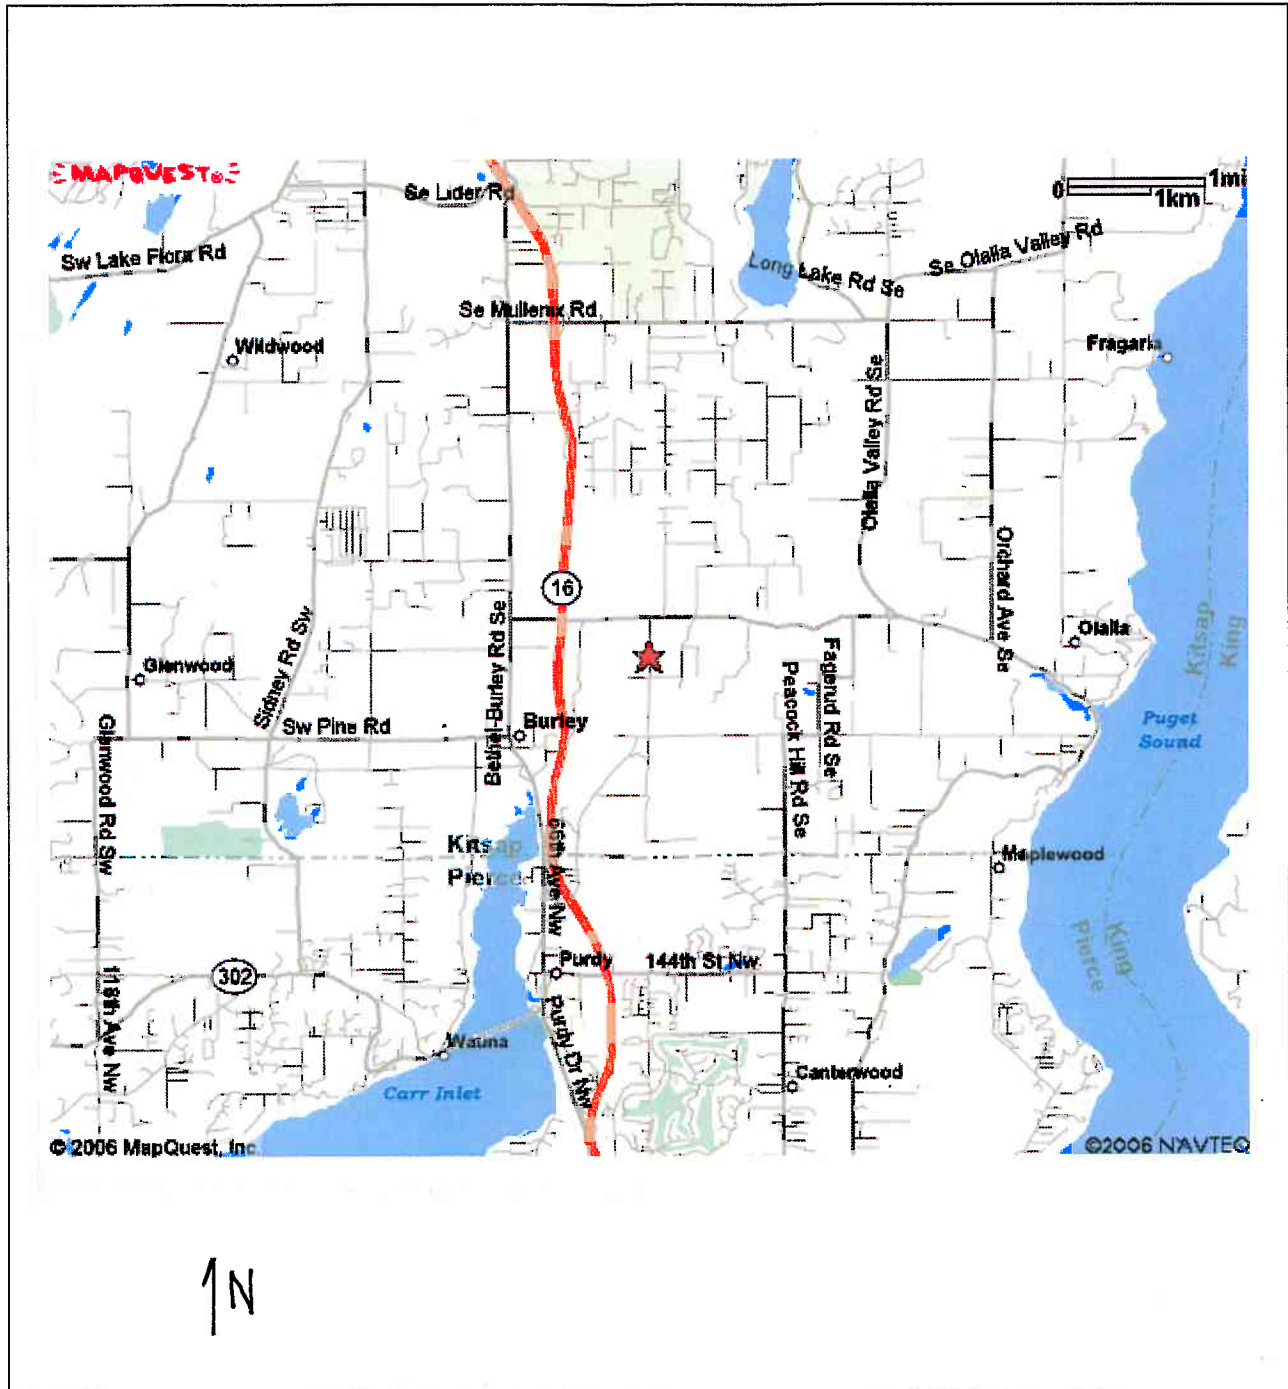 MAPQUEST
Se Lider Rd
0 1mi
1km
Sw Lake Flora Rd
Long Lake Rd Se
Se Olalla Valley Rd
Se Mullenix Rd
Wildwood
Fragaria
Olalla Valley Rd Se
Orchard Ave Se
16
Bethel-Burley Rd Se
Sidney Rd Sw
Olalla
Kitsap
King
Glenwood
Fagerud Rd Se
Peacock Hill Rd Se
Sw Pine Rd
Burley
Puget
Sound
Glenwood Rd SW
66th Ave Nw
Kitsap
Pierce
Maplewood
King
Pierce
Purdy
144th St Nw
302
118th Ave NW
Wauna
Purdy Dr NW
Canterwood
Carr Inlet
© 2006 MapQuest, Inc
©2006 NAVTEQ
N